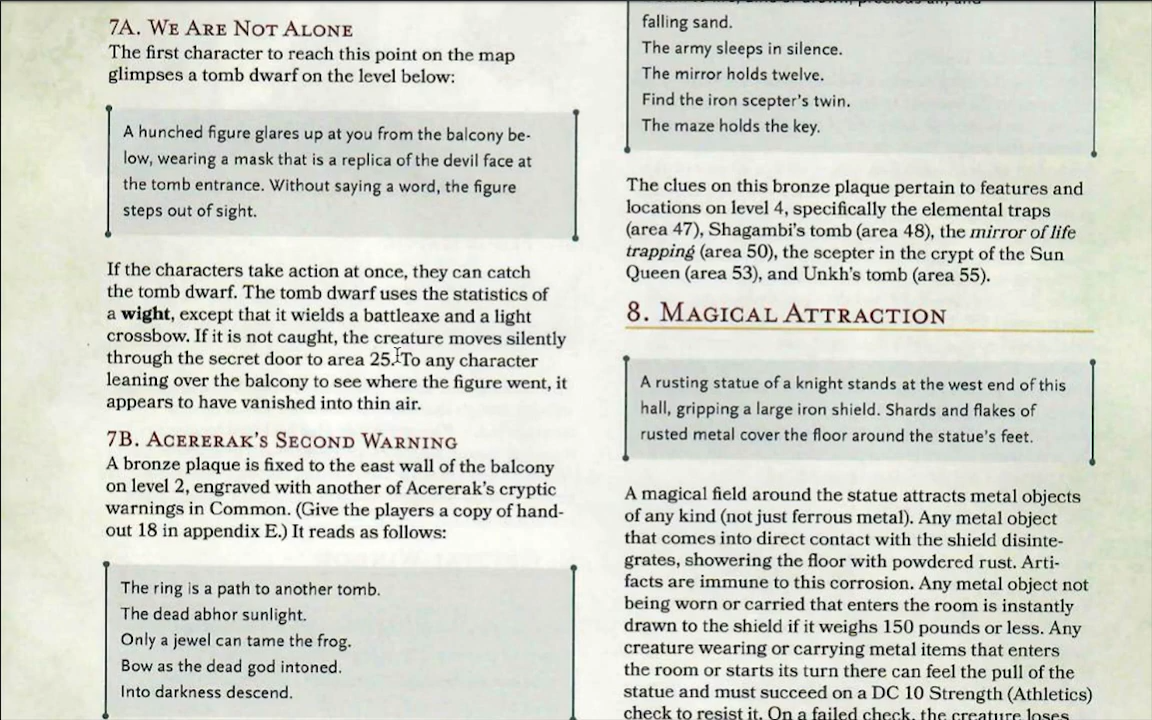 7A. We Are Not Alone
The first character to reach this point on the map
glimpses a tomb dwarf on the level below:
A hunched figure glares up at you from the balcony be-
low, wearing a mask that is a replica of the devil face at
the tomb entrance. Without saying a word, the figure
steps out of sight.
If the characters take action at once, they can catch
the tomb dwarf. The tomb dwarf uses the statistics of
a wight, except that it wields a battleaxe and a light
crossbow. If it is not caught, the creature moves silently
through the secret door to area 25. To any character
leaning over the balcony to see where the figure went, it
appears to have vanished into thin air.
7B. Acererak's Second Warning
A bronze plaque is fixed to the east wall of the balcony
on level 2, engraved with another of Acererak's cryptic
warnings in Common. (Give the players a copy of hand-
out 18 in appendix E.) It reads as follows:
The ring is a path to another tomb.
The dead abhor sunlight.
Only a jewel can tame the frog.
Bow as the dead god intoned.
Into darkness descend.
falling sand.
The army sleeps in silence.
The mirror holds twelve.
Find the iron scepter's twin.
The maze holds the key.
The clues on this bronze plaque pertain to features and
locations on level 4, specifically the elemental traps
(area 47), Shagambi's tomb (area 48), the mirror of life
trapping (area 50), the scepter in the crypt of the Sun
Queen (area 53), and Unkh's tomb (area 55).
8. Magical Attraction
A rusting statue of a knight stands at the west end of this
hall, gripping a large iron shield. Shards and flakes of
rusted metal cover the floor around the statue's feet.
A magical field around the statue attracts metal objects
of any kind (not just ferrous metal). Any metal object
that comes into direct contact with the shield disinte-
grates, showering the floor with powdered rust. Arti-
facts are immune to this corrosion. Any metal object not
being worn or carried that enters the room is instantly
drawn to the shield if it weighs 150 pounds or less. Any
creature wearing or carrying metal items that enters
the room or starts its turn there can feel the pull of the
statue and must succeed on a DC 10 Strength (Athletics)
check to resist it. On a failed check, the creature loses